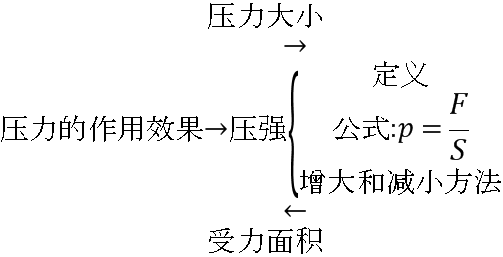 压力大小
→
定义
压力的作用效果→压强{公式:p=F/S
增大和减小方法
←
受力面积